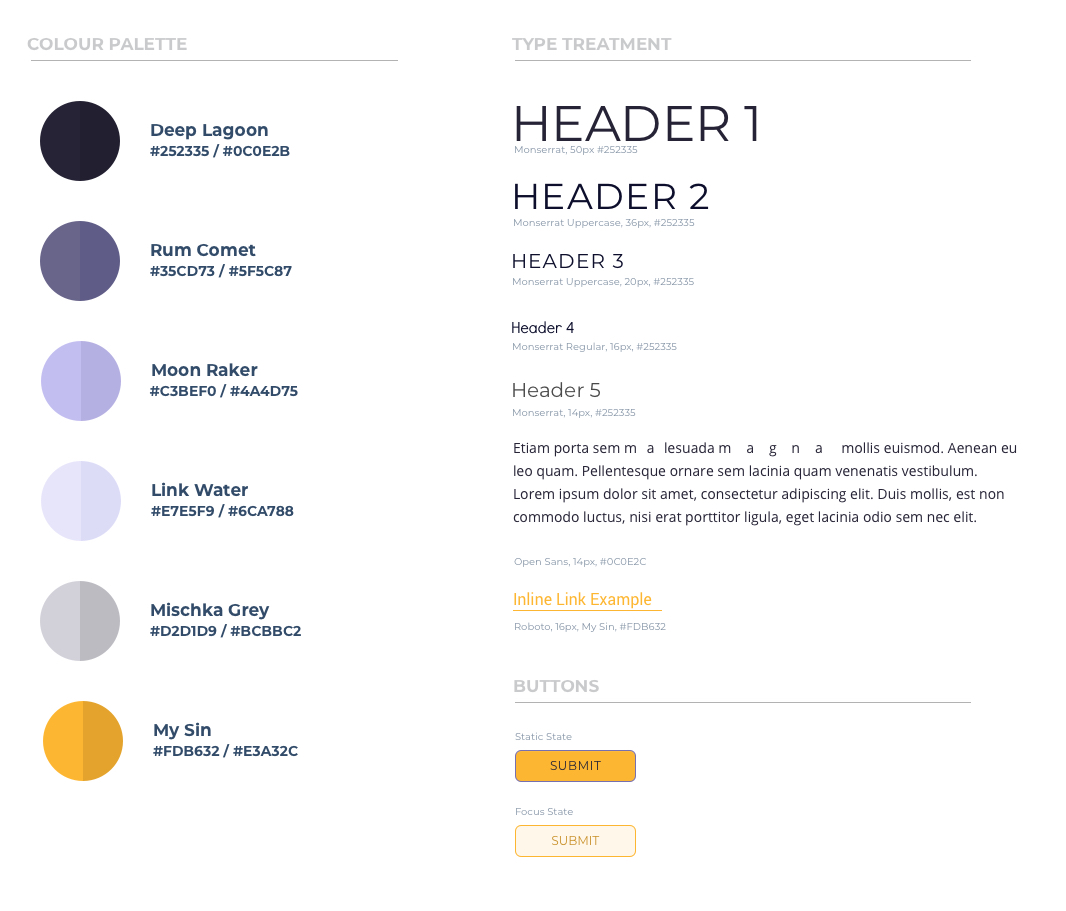 COLOUR PALETTE
Deep Lagoon
#252335 / #0C0E2B
Rum Comet
#35CD73 / #5F5C87
Moon Raker
#C3BEF0 / #4A4D75
Link Water
#E7E5F9 / #6CA788
Mischka Grey
#D2D1D9 / #BCBBC2
My Sin
#FDB632 / #E3A32C
TYPE TREATMENT
HEADER 1
Monserrat, 50px #252335
HEADER 2
Monserrat Uppercase, 36px, #252335
HEADER 3
Monserrat Uppercase, 20px, #252335
Header 4
Monserrat Regular, 16px, #252335
Header 5
Monserrat, 14px, #252335
Etiam porta sem m a lesuada m a g n a mollis euismod. Aenean eu
leo quam. Pellentesque ornare sem lacinia quam venenatis vestibulum.
Lorem ipsum dolor sit amet, consectetur adipiscing elit. Duis mollis, est non
commodo luctus, nisi erat porttitor ligula, eget lacinia odio sem nec elit.
Open Sans, 14px, #0C0E2C
Inline Link Example
Roboto, 16px, My Sin, #FDB632
BUTTONS
Static State
SUBMIT
Focus State
SUBMIT